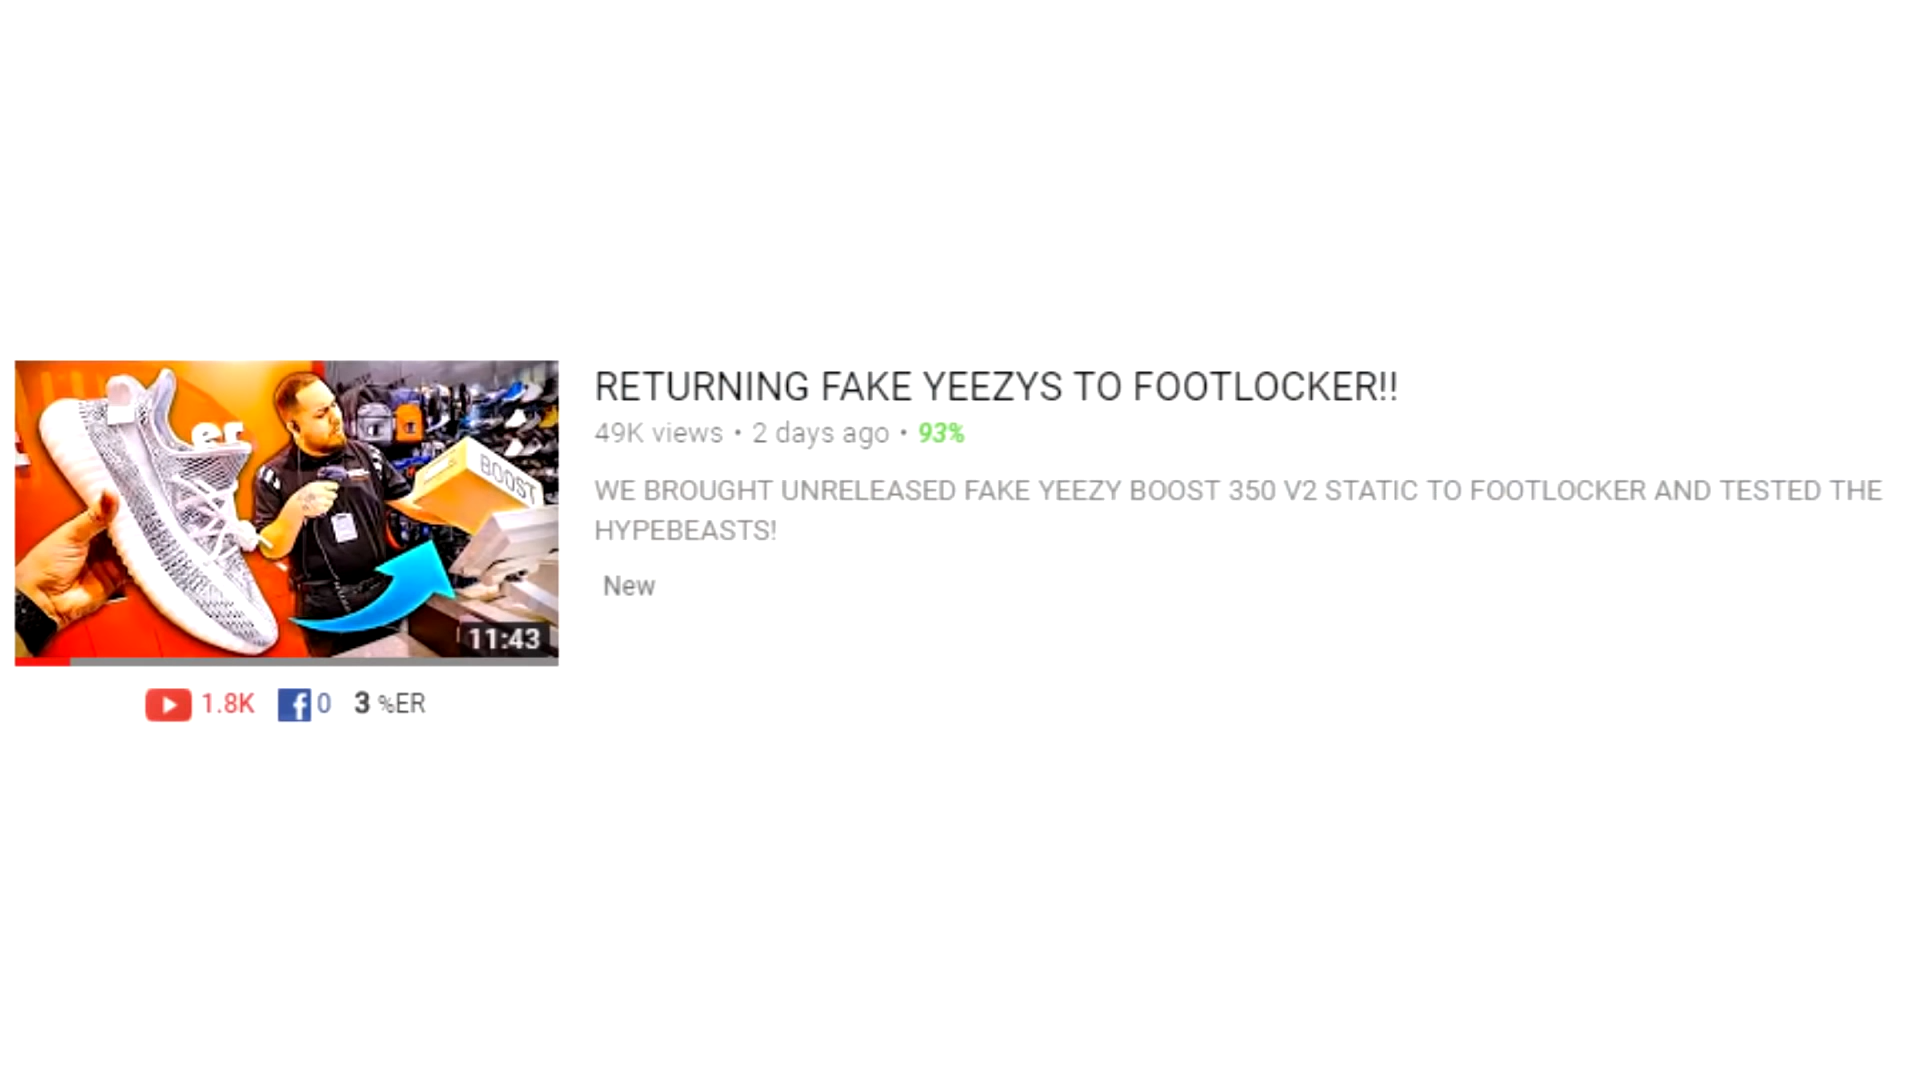 er
BOOST
11:43
1.8K 0 3 %ER
RETURNING FAKE YEEZYS TO FOOTLOCKER!!
49K views • 2 days ago • 93%
WE BROUGHT UNRELEASED FAKE YEEZY BOOST 350 V2 STATIC TO FOOTLOCKER AND TESTED THE
HYPEBEASTS!
New